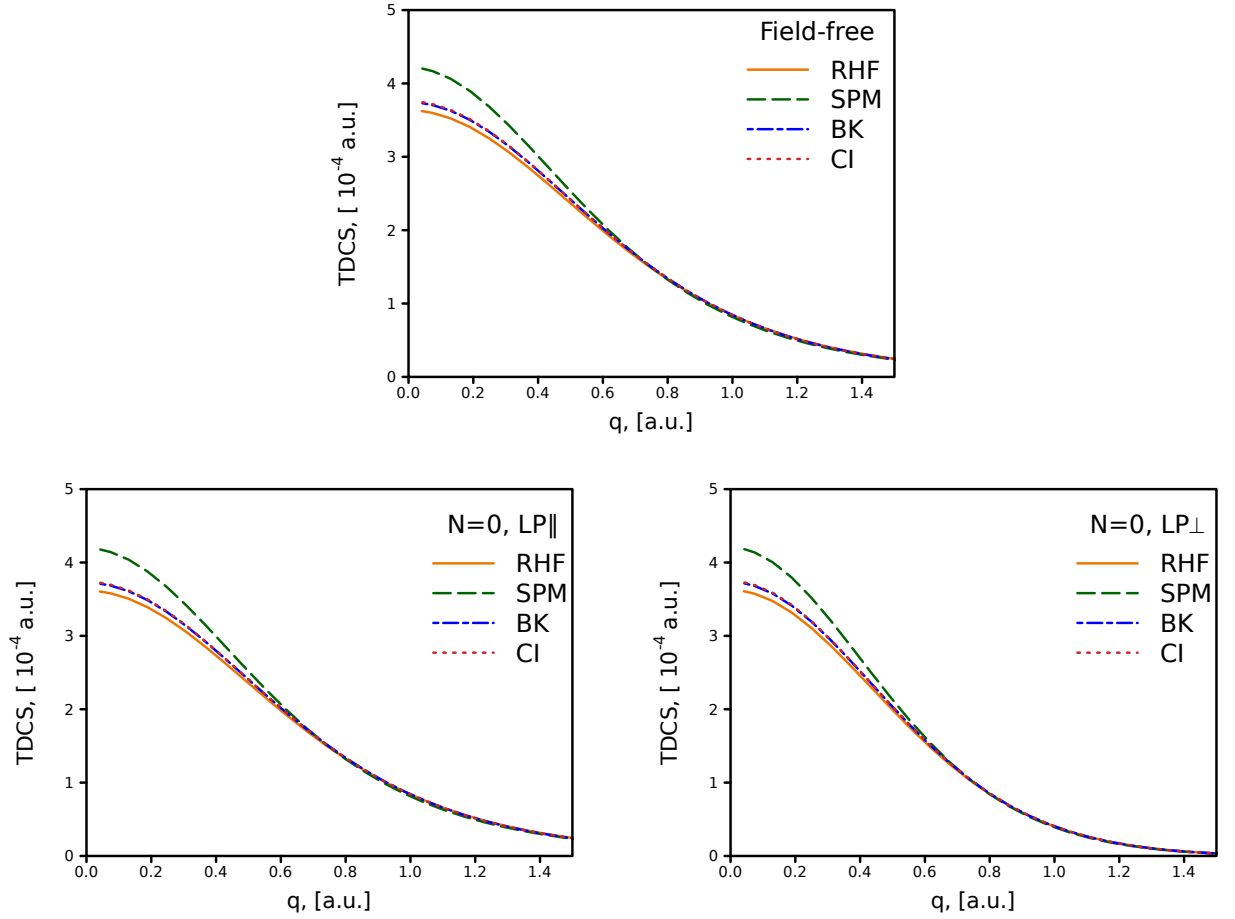 Field-free
RHF
SPM
BK
CI
5
4
3
2
1
0
TDCS, [ 10-4 a.u.]
0.0 0.2 0.4 0.6 0.8 1.0 1.2 1.4
q, [a.u.]
N=0, LP∥
RHF
SPM
BK
CI
5
4
3
2
1
0
TDCS, [ 10-4 a.u.]
0.0 0.2 0.4 0.6 0.8 1.0 1.2 1.4
q, [a.u.]
N=0, LP⊥
RHF
SPM
BK
CI
5
4
3
2
1
0
TDCS, [ 10-4 a.u.]
0.0 0.2 0.4 0.6 0.8 1.0 1.2 1.4
q, [a.u.]